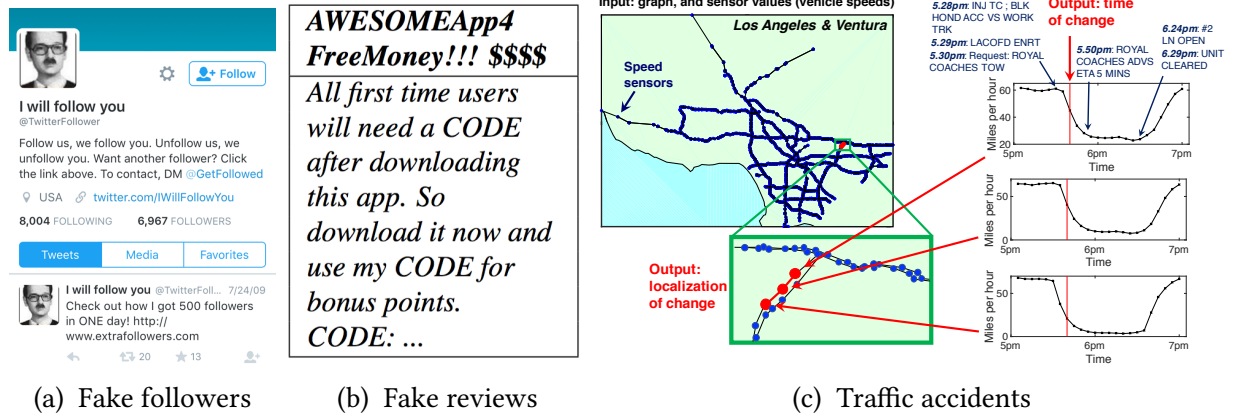 Follow
I will follow you
@TwitterFollower
Follow us, we follow you. Unfollow us, we
unfollow you. Want another follower? Click
the link above. To contact, DM @GetFollowed
USA twitter.com/IWillFollowYou
8,004 FOLLOWING 6,967 FOLLOWERS
Tweets Media Favorites
I will follow you @TwitterFoll... 7/24/09
Check out how I got 500 followers
in ONE day! http://
www.extrafollowers.com
20 13
(a) Fake followers
AWESOMEApp4
FreeMoney!!! $$$$
All first time users
will need a CODE
after downloading
this app. So
download it now and
use my CODE for
bonus points.
CODE: ...
(b) Fake reviews
Input: graph, and sensor values (vehicle speeds)
Los Angeles & Ventura
Speed
sensors
Output:
localization
of change
5.28pm: INJ TC ; BLK
HOND ACC VS WORK
TRK
5.29pm: LACOFD ENRT
5.30pm: Request: ROYAL
COACHES TOW
Output: time
of change
5.50pm: ROYAL
COACHES ADVS
ETA 5 MINS
6.24pm: #2
LN OPEN
6.29pm: UNIT
CLEARED
Miles per hour
60
40
20
5pm 6pm 7pm
Time
Miles per hour
50
0
5pm 6pm 7pm
Time
Miles per hour
50
0
5pm 6pm 7pm
Time
(c) Traffic accidents